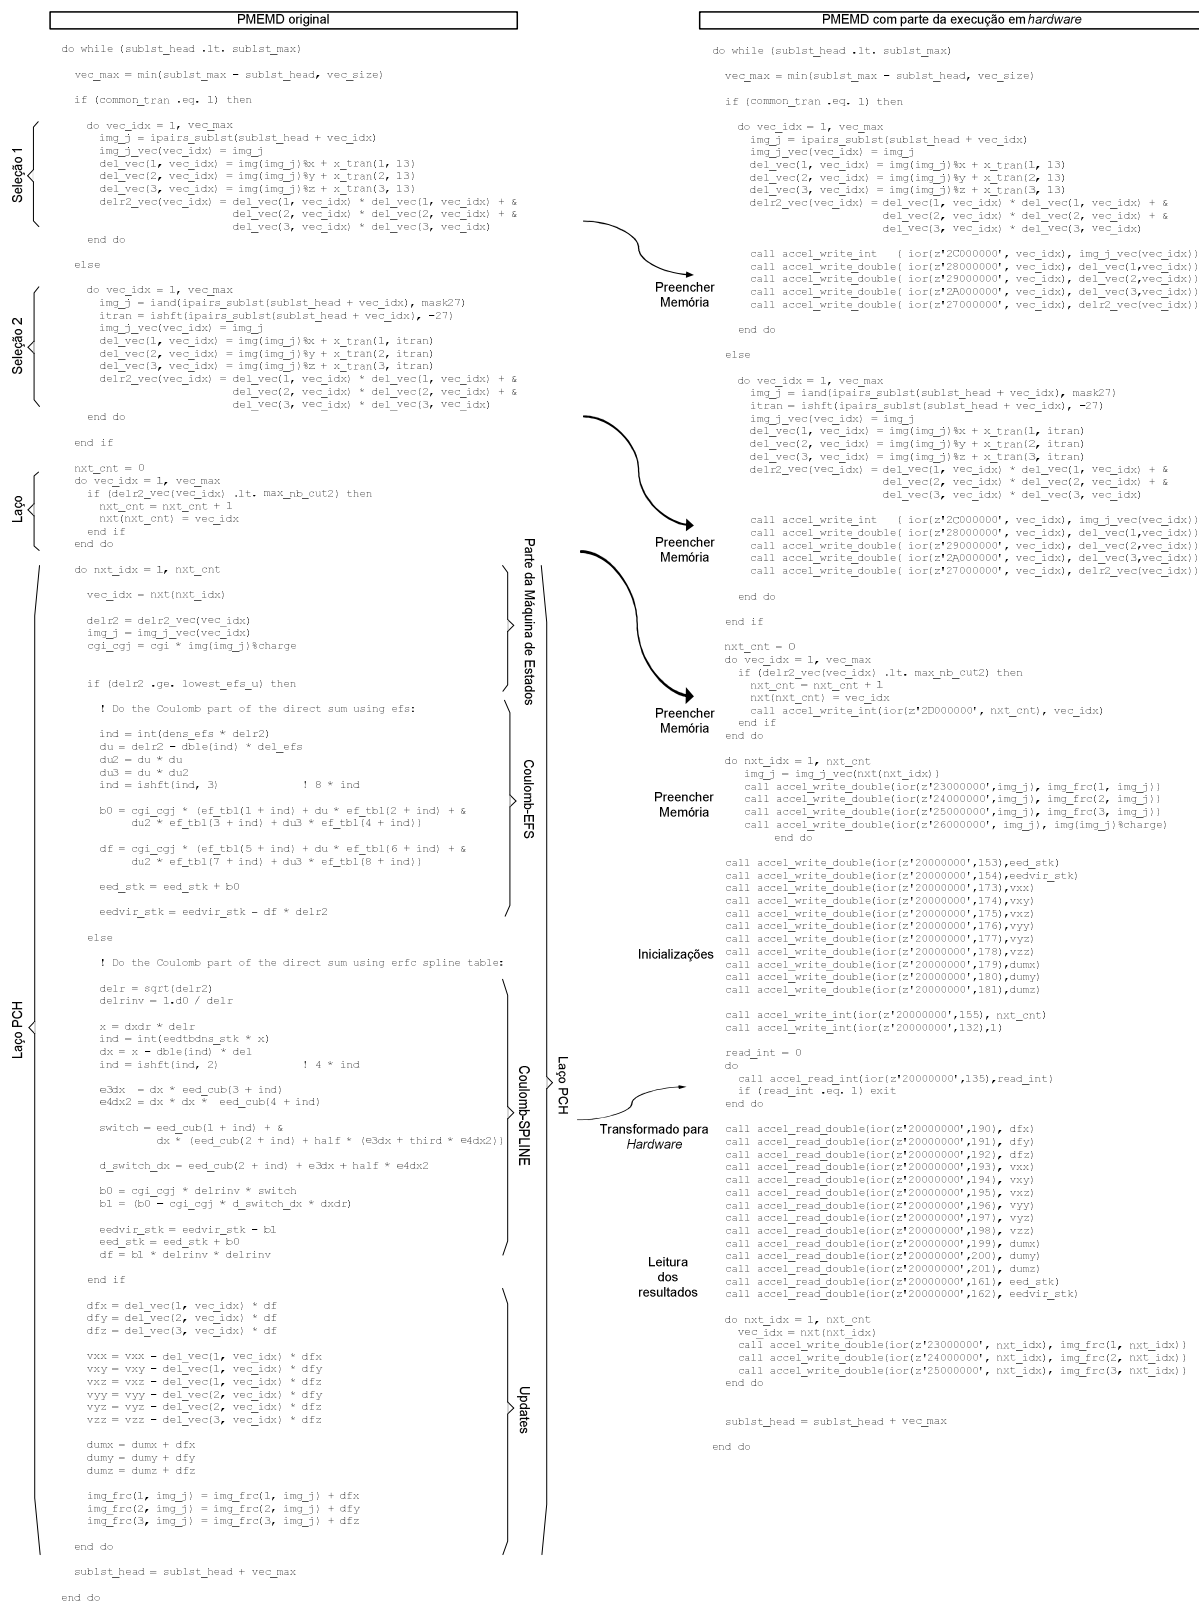 PMEMD original
do while (sublst_head .lt. sublst_max)
vec_max = min(sublst_max - sublst_head, vec_size)
if (common_tran .eq. 1) then
Seleção 1
do vec_idx = 1, vec_max
img_j = ipairs_sublst(sublst_head + vec_idx)
img_j_vec(vec_idx) = img_j
del_vec(1, vec_idx) = img(img_j)%x + x_tran(1, 13)
del_vec(2, vec_idx) = img(img_j)%y + x_tran(2, 13)
del_vec(3, vec_idx) = img(img_j)%z + x_tran(3, 13)
delr2_vec(vec_idx) = del_vec(1, vec_idx) * del_vec(1, vec_idx) + &
del_vec(2, vec_idx) * del_vec(2, vec_idx) + &
del_vec(3, vec_idx) * del_vec(3, vec_idx)
end do
else
Seleção 2
do vec_idx = 1, vec_max
img_j = iand(ipairs_sublst(sublst_head + vec_idx), mask27)
itran = ishft(ipairs_sublst(sublst_head + vec_idx), -27)
img_j_vec(vec_idx) = img_j
del_vec(1, vec_idx) = img(img_j)%x + x_tran(1, itran)
del_vec(2, vec_idx) = img(img_j)%y + x_tran(2, itran)
del_vec(3, vec_idx) = img(img_j)%z + x_tran(3, itran)
delr2_vec(vec_idx) = del_vec(1, vec_idx) * del_vec(1, vec_idx) + &
del_vec(2, vec_idx) * del_vec(2, vec_idx) + &
del_vec(3, vec_idx) * del_vec(3, vec_idx)
end do
end if
Laço
nxt_cnt = 0
do vec_idx = 1, vec_max
if (delr2_vec(vec_idx) .lt. max_nb_cut2) then
nxt_cnt = nxt_cnt + 1
nxt(nxt_cnt) = vec_idx
end if
end do
Laço PCH
Parte da Máquina de Estados
do nxt_idx = 1, nxt_cnt
vec_idx = nxt(nxt_idx)
delr2 = delr2_vec(vec_idx)
img_j = img_j_vec(vec_idx)
cgi_cgj = cgi * img(img_j)%charge
if (delr2 .ge. lowest_efs_u) then
Coulomb-EFS
! Do the Coulomb part of the direct sum using efs:
ind = int(dens_efs * delr2)
du = delr2 - dble(ind) * del_efs
du2 = du * du
du3 = du * du2
ind = ishft(ind, 3) ! 8 * ind
b0 = cgi_cgj * (ef_tbl(1 + ind) + du * ef_tbl(2 + ind) + &
du2 * ef_tbl(3 + ind) + du3 * ef_tbl(4 + ind))
df = cgi_cgj * (ef_tbl(5 + ind) + du * ef_tbl(6 + ind) + &
du2 * ef_tbl(7 + ind) + du3 * ef_tbl(8 + ind))
eed_stk = eed_stk + b0
eedvir_stk = eedvir_stk - df * delr2
else
! Do the Coulomb part of the direct sum using erfc spline table:
Coulomb-SPLINE
delr = sqrt(delr2)
delrinv = 1.d0 / delr
x = dxdr * delr
ind = int(eedtbdns_stk * x)
dx = x - dble(ind) * del
ind = ishft(ind, 2) ! 4 * ind
e3dx = dx * eed_cub(3 + ind)
e4dx2 = dx * dx * eed_cub(4 + ind)
switch = eed_cub(1 + ind) + &
dx * (eed_cub(2 + ind) + half * (e3dx + third * e4dx2))
d_switch_dx = eed_cub(2 + ind) + e3dx + half * e4dx2
b0 = cgi_cgj * delrinv * switch
b1 = (b0 - cgi_cgj * d_switch_dx * dxdr)
eedvir_stk = eedvir_stk - b1
eed_stk = eed_stk + b0
df = b1 * delrinv * delrinv
end if
Updates
dfx = del_vec(1, vec_idx) * df
dfy = del_vec(2, vec_idx) * df
dfz = del_vec(3, vec_idx) * df
vxx = vxx - del_vec(1, vec_idx) * dfx
vxy = vxy - del_vec(1, vec_idx) * dfy
vxz = vxz - del_vec(1, vec_idx) * dfz
vyy = vyy - del_vec(2, vec_idx) * dfy
vyz = vyz - del_vec(2, vec_idx) * dfz
vzz = vzz - del_vec(3, vec_idx) * dfz
dumx = dumx + dfx
dumy = dumy + dfy
dumz = dumz + dfz
img_frc(1, img_j) = img_frc(1, img_j) + dfx
img_frc(2, img_j) = img_frc(2, img_j) + dfy
img_frc(3, img_j) = img_frc(3, img_j) + dfz
end do
sublst_head = sublst_head + vec_max
end do
Laço PCH
PMEMD com parte da execução em hardware
do while (sublst_head .lt. sublst_max)
vec_max = min(sublst_max - sublst_head, vec_size)
if (common_tran .eq. 1) then
do vec_idx = 1, vec_max
img_j = ipairs_sublst(sublst_head + vec_idx)
img_j_vec(vec_idx) = img_j
del_vec(1, vec_idx) = img(img_j)%x + x_tran(1, 13)
del_vec(2, vec_idx) = img(img_j)%y + x_tran(2, 13)
del_vec(3, vec_idx) = img(img_j)%z + x_tran(3, 13)
delr2_vec(vec_idx) = del_vec(1, vec_idx) * del_vec(1, vec_idx) + &
del_vec(2, vec_idx) * del_vec(2, vec_idx) + &
del_vec(3, vec_idx) * del_vec(3, vec_idx)
Preencher
Memória
call accel_write_int ( ior(z'2C000000', vec_idx), img_j_vec(vec_idx))
call accel_write_double( ior(z'28000000', vec_idx), del_vec(1,vec_idx))
call accel_write_double( ior(z'29000000', vec_idx), del_vec(2,vec_idx))
call accel_write_double( ior(z'2A000000', vec_idx), del_vec(3,vec_idx))
call accel_write_double( ior(z'27000000', vec_idx), delr2_vec(vec_idx))
end do
else
do vec_idx = 1, vec_max
img_j = iand(ipairs_sublst(sublst_head + vec_idx), mask27)
itran = ishft(ipairs_sublst(sublst_head + vec_idx), -27)
img_j_vec(vec_idx) = img_j
del_vec(1, vec_idx) = img(img_j)%x + x_tran(1, itran)
del_vec(2, vec_idx) = img(img_j)%y + x_tran(2, itran)
del_vec(3, vec_idx) = img(img_j)%z + x_tran(3, itran)
delr2_vec(vec_idx) = del_vec(1, vec_idx) * del_vec(1, vec_idx) + &
del_vec(2, vec_idx) * del_vec(2, vec_idx) + &
del_vec(3, vec_idx) * del_vec(3, vec_idx)
Preencher
Memória
call accel_write_int ( ior(z'2C000000', vec_idx), img_j_vec(vec_idx))
call accel_write_double( ior(z'28000000', vec_idx), del_vec(1,vec_idx))
call accel_write_double( ior(z'29000000', vec_idx), del_vec(2,vec_idx))
call accel_write_double( ior(z'2A000000', vec_idx), del_vec(3,vec_idx))
call accel_write_double( ior(z'27000000', vec_idx), delr2_vec(vec_idx))
end do
end if
nxt_cnt = 0
do vec_idx = 1, vec_max
if (delr2_vec(vec_idx) .lt. max_nb_cut2) then
nxt_cnt = nxt_cnt + 1
nxt(nxt_cnt) = vec_idx
Preencher
Memória
call accel_write_int(ior(z'2D000000', nxt_cnt), vec_idx)
end if
end do
Preencher
Memória
do nxt_idx = 1, nxt_cnt
img_j = img_j_vec(nxt(nxt_idx))
call accel_write_double(ior(z'23000000',img_j), img_frc(1, img_j))
call accel_write_double(ior(z'24000000',img_j), img_frc(2, img_j))
call accel_write_double(ior(z'25000000',img_j), img_frc(3, img_j))
call accel_write_double(ior(z'26000000', img_j), img(img_j)%charge)
end do
Inicializações
call accel_write_double(ior(z'20000000',153),eed_stk)
call accel_write_double(ior(z'20000000',154),eedvir_stk)
call accel_write_double(ior(z'20000000',173),vxx)
call accel_write_double(ior(z'20000000',174),vxy)
call accel_write_double(ior(z'20000000',175),vxz)
call accel_write_double(ior(z'20000000',176),vyy)
call accel_write_double(ior(z'20000000',177),vyz)
call accel_write_double(ior(z'20000000',178),vzz)
call accel_write_double(ior(z'20000000',179),dumx)
call accel_write_double(ior(z'20000000',180),dumy)
call accel_write_double(ior(z'20000000',181),dumz)
call accel_write_int(ior(z'20000000',155), nxt_cnt)
call accel_write_int(ior(z'20000000',132),1)
Transformado para
Hardware
read_int = 0
do
call accel_read_int(ior(z'20000000',135),read_int)
if (read_int .eq. 1) exit
end do
Leitura
dos
resultados
call accel_read_double(ior(z'20000000',190), dfx)
call accel_read_double(ior(z'20000000',191), dfy)
call accel_read_double(ior(z'20000000',192), dfz)
call accel_read_double(ior(z'20000000',193), vxx)
call accel_read_double(ior(z'20000000',194), vxy)
call accel_read_double(ior(z'20000000',195), vxz)
call accel_read_double(ior(z'20000000',196), vyy)
call accel_read_double(ior(z'20000000',197), vyz)
call accel_read_double(ior(z'20000000',198), vzz)
call accel_read_double(ior(z'20000000',199), dumx)
call accel_read_double(ior(z'20000000',200), dumy)
call accel_read_double(ior(z'20000000',201), dumz)
call accel_read_double(ior(z'20000000',161), eed_stk)
call accel_read_double(ior(z'20000000',162), eedvir_stk)
do nxt_idx = 1, nxt_cnt
vec_idx = nxt(nxt_idx)
call accel_write_double(ior(z'23000000', nxt_idx), img_frc(1, nxt_idx))
call accel_write_double(ior(z'24000000', nxt_idx), img_frc(2, nxt_idx))
call accel_write_double(ior(z'25000000', nxt_idx), img_frc(3, nxt_idx))
end do
sublst_head = sublst_head + vec_max
end do